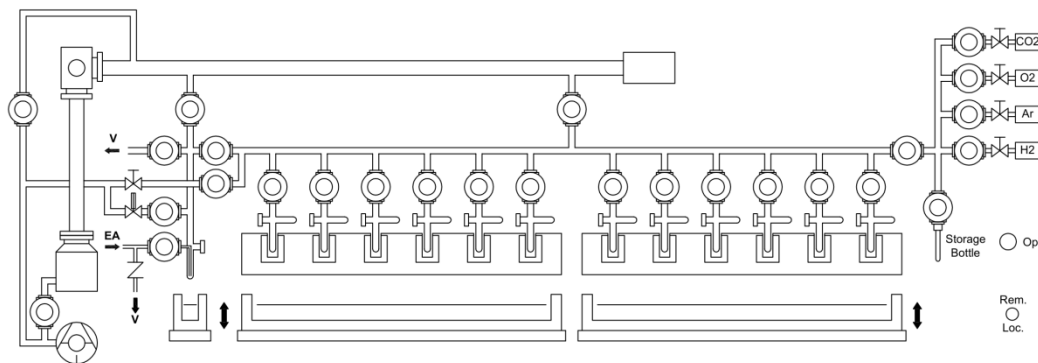 CO2
O2
Ar
H2
V
EA
V
Storage
Bottle
Op
Rem.
Loc.